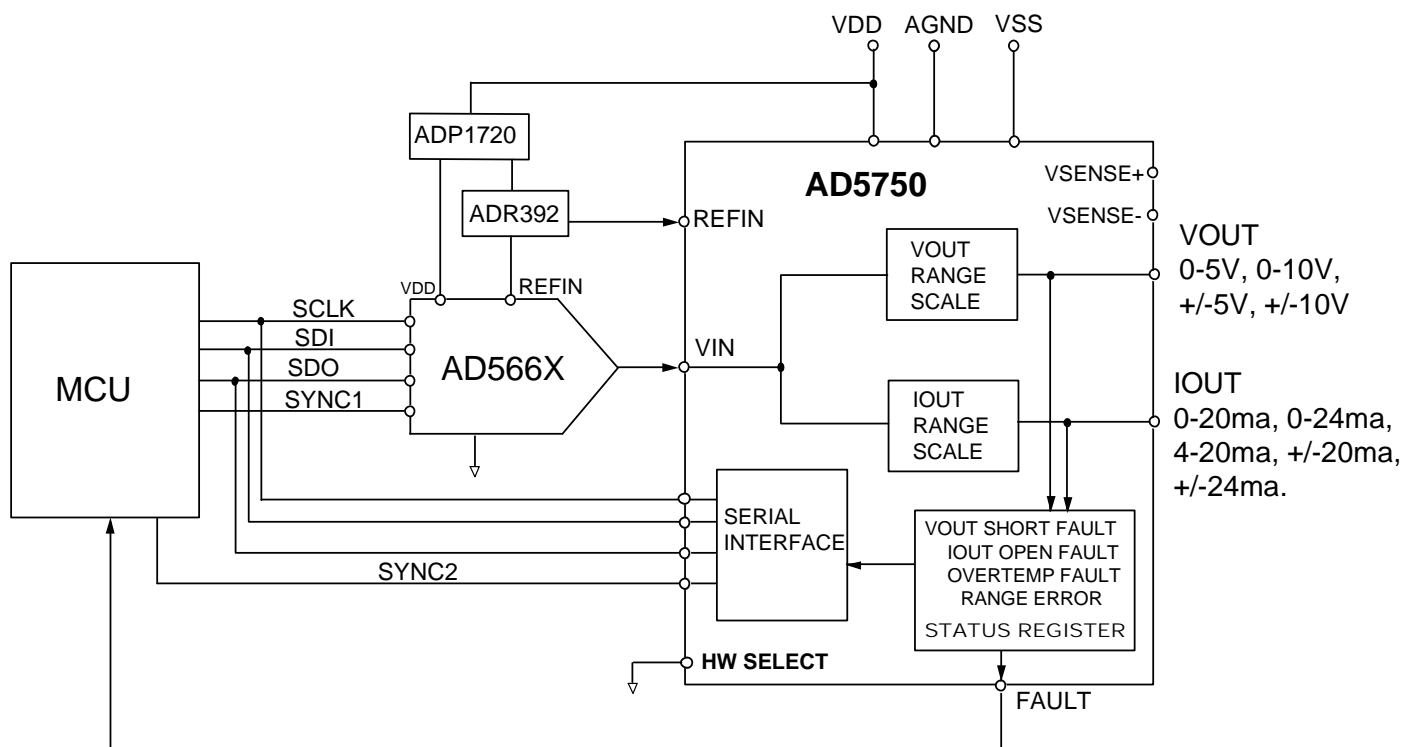 VDD AGND VSS
ADP1720
AD5750
VSENSE+
VSENSE-
ADR392
REFIN
VOUT
0-5V, 0-10V,
+/-5V, +/-10V
VOUT
RANGE
SCALE
VDD
REFIN
MCU
SCLK
SDI
SDO
SYNC1
AD566X
VIN
IOUT
RANGE
SCALE
IOUT
0-20ma, 0-24ma,
4-20ma, +/-20ma,
+/-24ma.
SERIAL
INTERFACE
SYNC2
VOUT SHORT FAULT
IOUT OPEN FAULT
OVERTEMP FAULT
RANGE ERROR
STATUS REGISTER
HW SELECT
FAULT